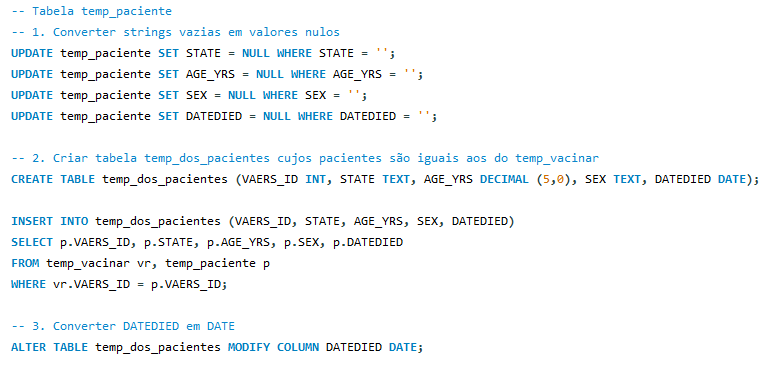 -- Tabela temp_paciente
-- 1. Converter strings vazias em valores nulos
UPDATE temp_paciente SET STATE = NULL WHERE STATE = '';
UPDATE temp_paciente SET AGE_YRS = NULL WHERE AGE_YRS = '';
UPDATE temp_paciente SET SEX = NULL WHERE SEX = '';
UPDATE temp_paciente SET DATEDIED = NULL WHERE DATEDIED = '';
-- 2. Criar tabela temp_dos_pacientes cujos pacientes são iguais aos do temp_vacinar
CREATE TABLE temp_dos_pacientes (VAERS_ID INT, STATE TEXT, AGE_YRS DECIMAL (5,0), SEX TEXT, DATEDIED DATE);
INSERT INTO temp_dos_pacientes (VAERS_ID, STATE, AGE_YRS, SEX, DATEDIED)
SELECT p.VAERS_ID, p.STATE, p.AGE_YRS, p.SEX, p.DATEDIED
FROM temp_vacinar vr, temp_paciente p
WHERE vr.VAERS_ID = p.VAERS_ID;
-- 3. Converter DATEDIED em DATE
ALTER TABLE temp_dos_pacientes MODIFY COLUMN DATEDIED DATE;